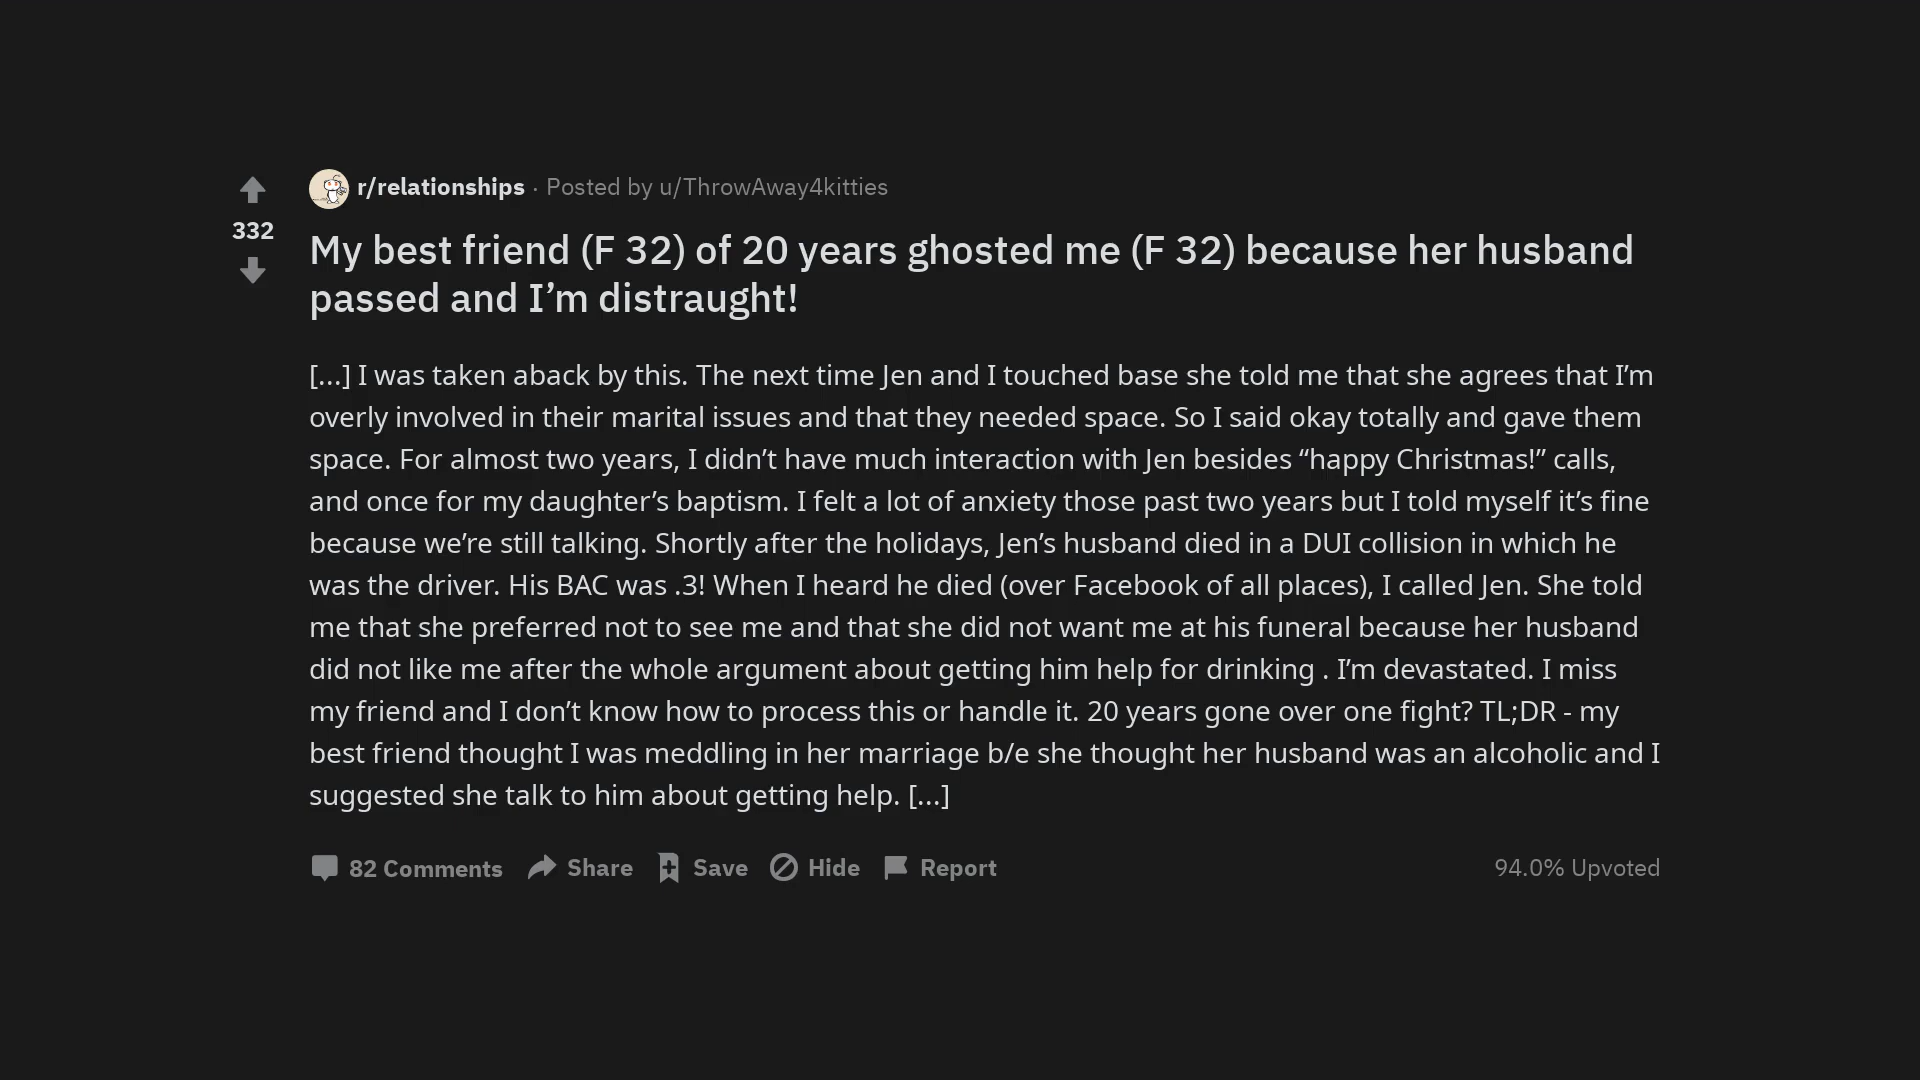 r/relationships · Posted by u/ThrowAway4kitties
332
My best friend (F 32) of 20 years ghosted me (F 32) because her husband
passed and I’m distraught!
[...] I was taken aback by this. The next time Jen and I touched base she told me that she agrees that I’m
overly involved in their marital issues and that they needed space. So I said okay totally and gave them
space. For almost two years, I didn’t have much interaction with Jen besides “happy Christmas!” calls,
and once for my daughter’s baptism. I felt a lot of anxiety those past two years but I told myself it’s fine
because we’re still talking. Shortly after the holidays, Jen’s husband died in a DUI collision in which he
was the driver. His BAC was .3! When I heard he died (over Facebook of all places), I called Jen. She told
me that she preferred not to see me and that she did not want me at his funeral because her husband
did not like me after the whole argument about getting him help for drinking . I’m devastated. I miss
my friend and I don’t know how to process this or handle it. 20 years gone over one fight? TL;DR - my
best friend thought I was meddling in her marriage b/e she thought her husband was an alcoholic and I
suggested she talk to him about getting help. [...]
82 Comments Share Save Hide Report 94.0% Upvoted